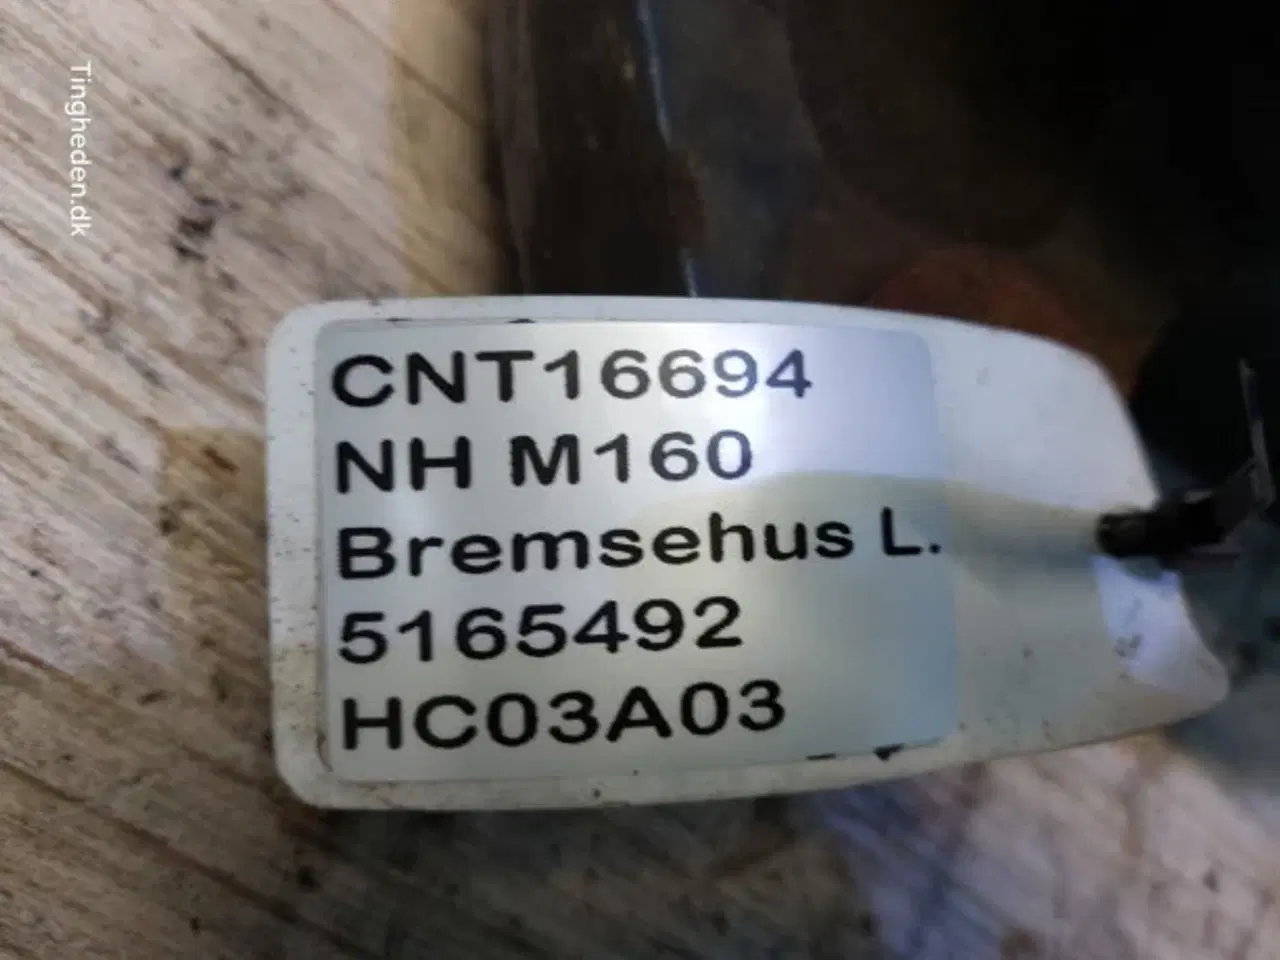 Tingheden.dk
CNT16694
NH M160
Bremsehus L.
5165492
HC03A03